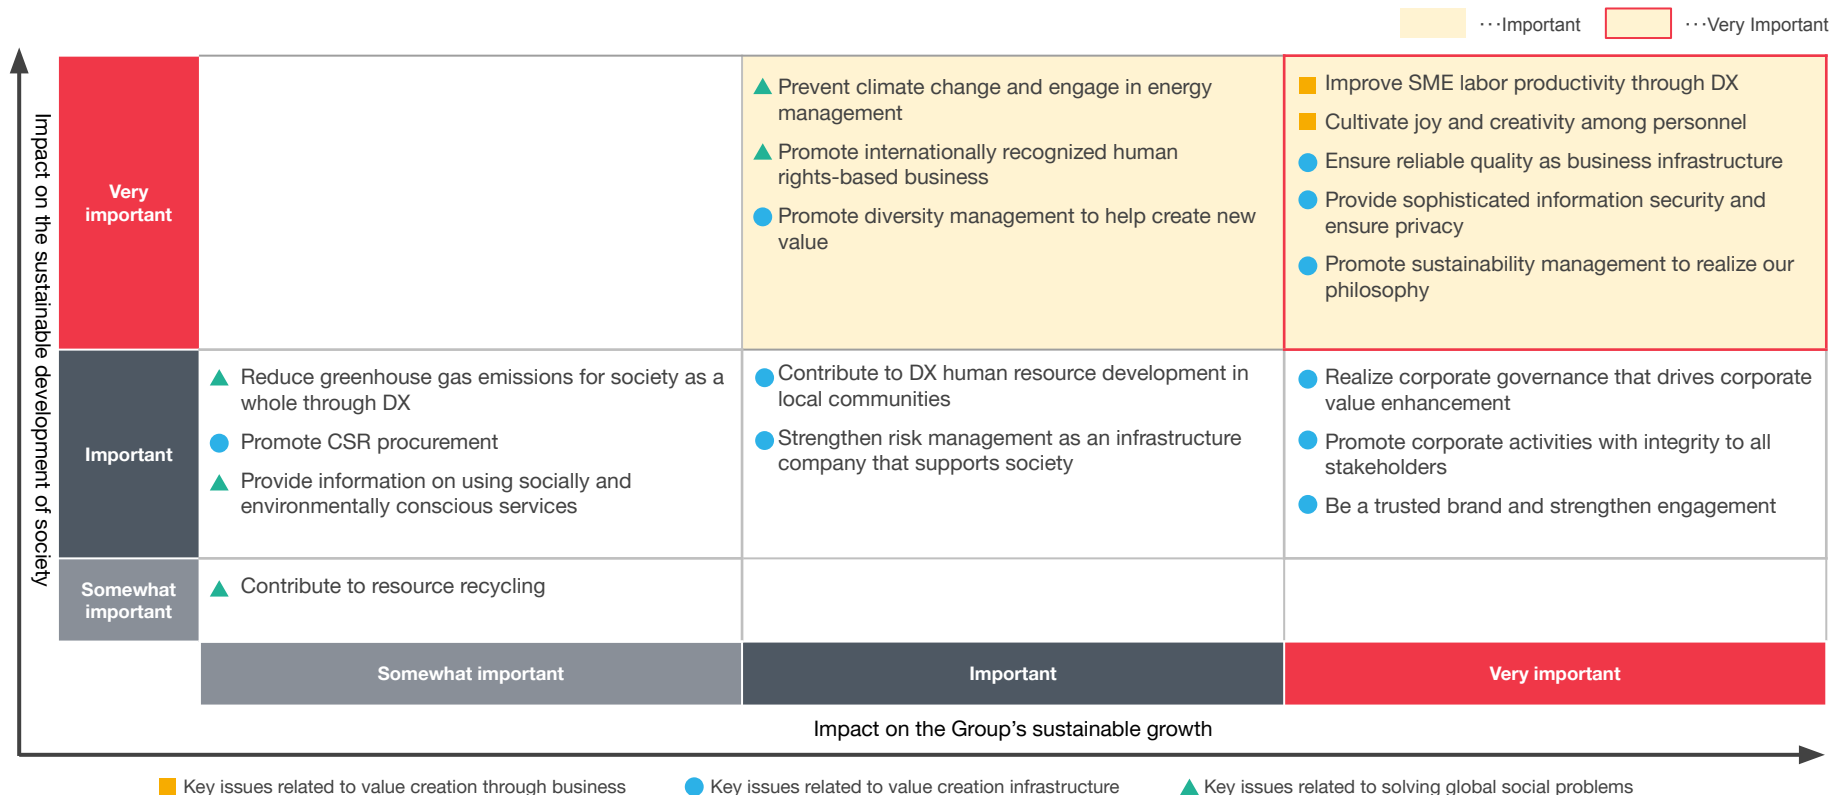 ···Important
···Very Important
Impact on the sustainable development of society
Very
important
Prevent climate change and engage in energy
management
Promote internationally recognized human
rights-based business
Promote diversity management to help create new
value
Improve SME labor productivity through DX
Cultivate joy and creativity among personnel
Ensure reliable quality as business infrastructure
Provide sophisticated information security and
ensure privacy
Promote sustainability management to realize our
philosophy
Important
Reduce greenhouse gas emissions for society as a
whole through DX
Promote CSR procurement
Provide information on using socially and
environmentally conscious services
Contribute to DX human resource development in
local communities
Strengthen risk management as an infrastructure
company that supports society
Realize corporate governance that drives corporate
value enhancement
Promote corporate activities with integrity to all
stakeholders
Be a trusted brand and strengthen engagement
Somewhat
important
Contribute to resource recycling
Somewhat important
Important
Very important
Impact on the Group’s sustainable growth
Key issues related to value creation through business
Key issues related to value creation infrastructure
Key issues related to solving global social problems